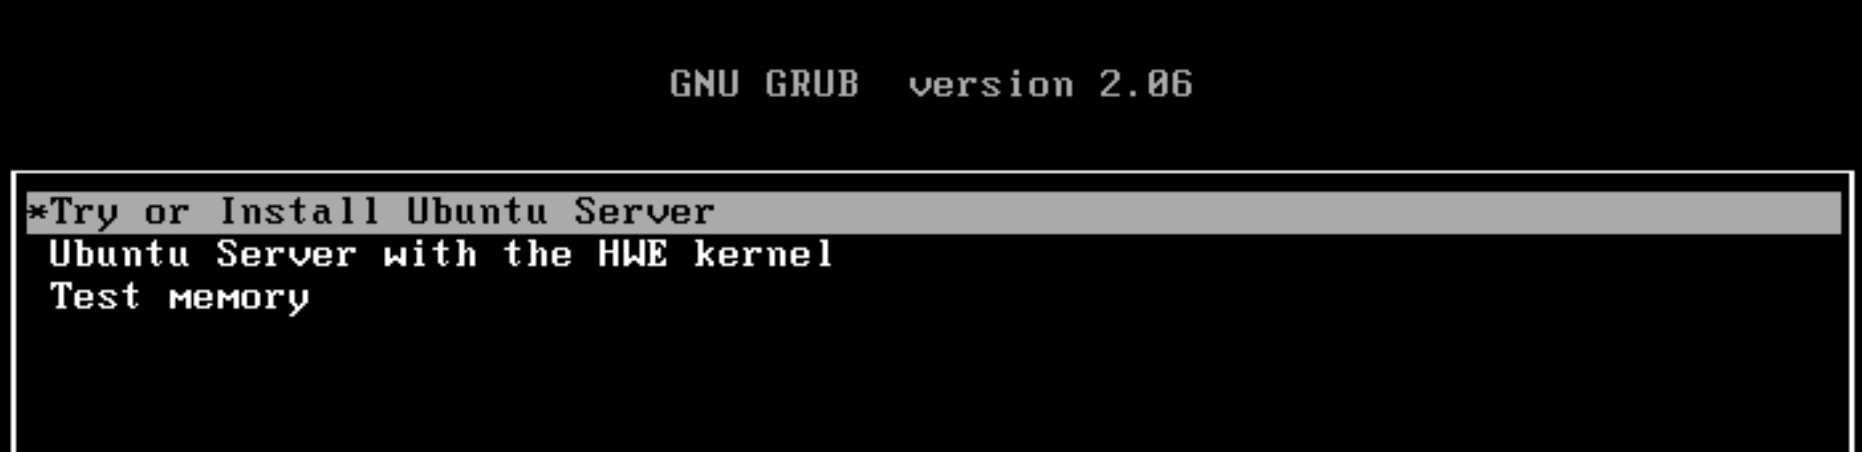 GNU GRUB  version 2.06
*Try or Install Ubuntu Server
Ubuntu Server with the HWE kernel
Test memory